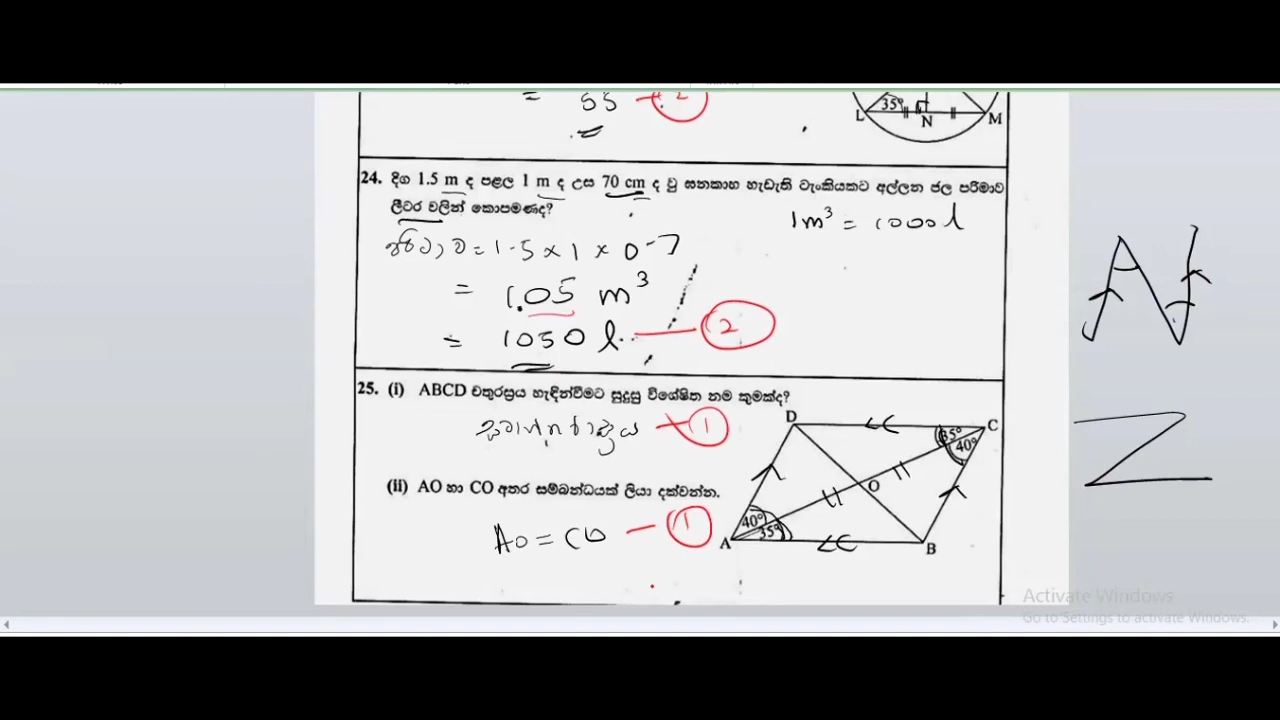 = 55 2
35°
L N M
24. දිග 1.5 m ද පළල 1 m ද උස 70 cm ද වු ඝනකාභ හැඩැති ටැංකියකට අල්ලන ජල පරිමාව
ලීටර වලින් කොපමණද?
1m³ = 1000 l
= 1.5 × 1 × 0.7
= 1.05 m³
= 1050 l 2
25. (i) ABCD චතුරස්‍රය හැඳින්වීමට සුදුසු විශේෂිත නම කුමක්ද?
1
D C
35°
40°
(ii) AO හා CO අතර සම්බන්ධයක් ලියා දක්වන්න.
O
AO = CO 1
40°
35°
A B
Activate Windows
Go to Settings to activate Windows.